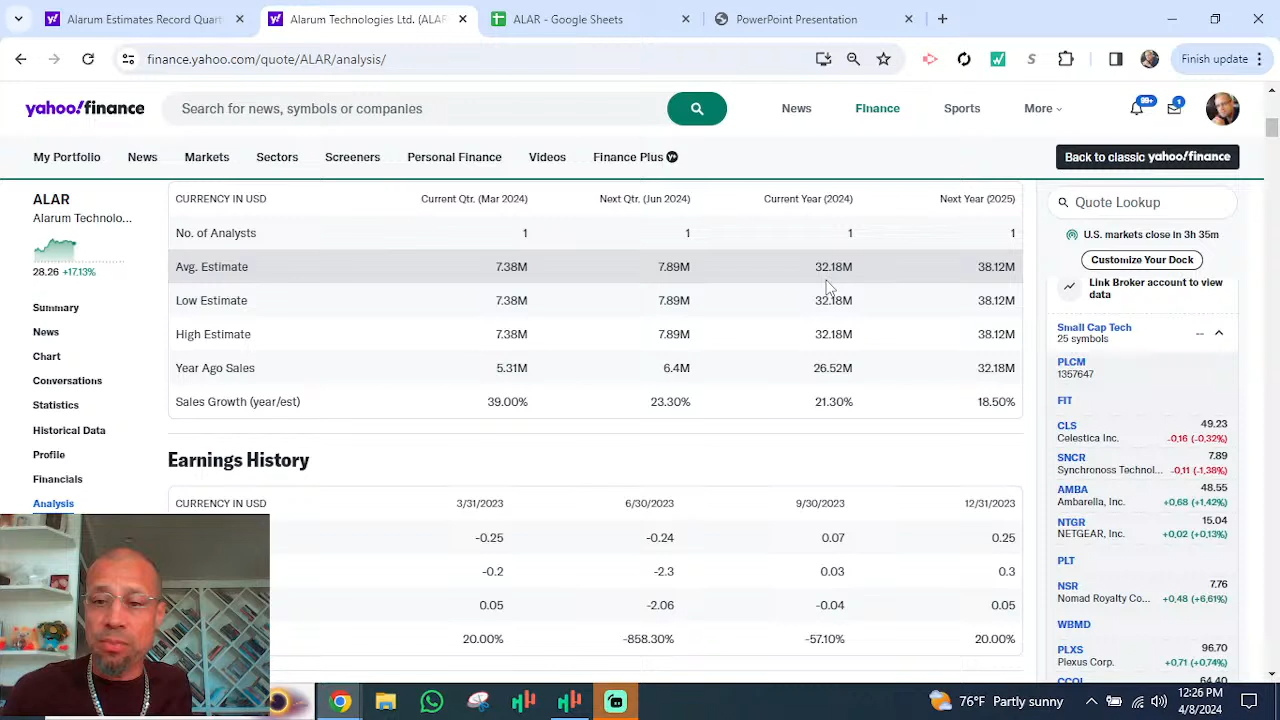 Alarum Estimates Record Quart
Alarum Technologies Ltd. (ALAR
ALAR - Google Sheets
PowerPoint Presentation
finance.yahoo.com/quote/ALAR/analysis/
S
Finish update
yahoo!finance
Search for news, symbols or companies
News
Finance
Sports
More
99+
1
My Portfolio
News
Markets
Sectors
Screeners
Personal Finance
Videos
Finance Plus
Back to classic yahoo!finance
ALAR
Alarum Technolo...
28.26 +17.13%
Summary
News
Chart
Conversations
Statistics
Historical Data
Profile
Financials
Analysis
CURRENCY IN USD Current Qtr. (Mar 2024) Next Qtr. (Jun 2024) Current Year (2024) Next Year (2025)
No. of Analysts 1 1 1 1
Avg. Estimate 7.38M 7.89M 32.18M 38.12M
Low Estimate 7.38M 7.89M 32.18M 38.12M
High Estimate 7.38M 7.89M 32.18M 38.12M
Year Ago Sales 5.31M 6.4M 26.52M 32.18M
Sales Growth (year/est) 39.00% 23.30% 21.30% 18.50%
Earnings History
CURRENCY IN USD 3/31/2023 6/30/2023 9/30/2023 12/31/2023
-0.25 -0.24 0.07 0.25
-0.2 -2.3 0.03 0.3
0.05 -2.06 -0.04 0.05
20.00% -858.30% -57.10% 20.00%
Quote Lookup
U.S. markets close in 3h 35m
Customize Your Dock
Link Broker account to view
data
Small Cap Tech --
25 symbols
PLCM
1357647
FIT
CLS 49.23
Celestica Inc. -0,16 (-0,32%)
SNCR 7.89
Synchronoss Technol... -0,11 (-1,38%)
AMBA 48.55
Ambarella, Inc. +0,68 (+1,42%)
NTGR 15.04
NETGEAR, Inc. +0,02 (+0,13%)
PLT
NSR 7.76
Nomad Royalty Co... +0,48 (+6,61%)
WBMD
PLXS 96.70
Plexus Corp. +0,71 (+0,74%)
CCOL 64.40
76°F Partly sunny
12:26 PM
4/8/2024